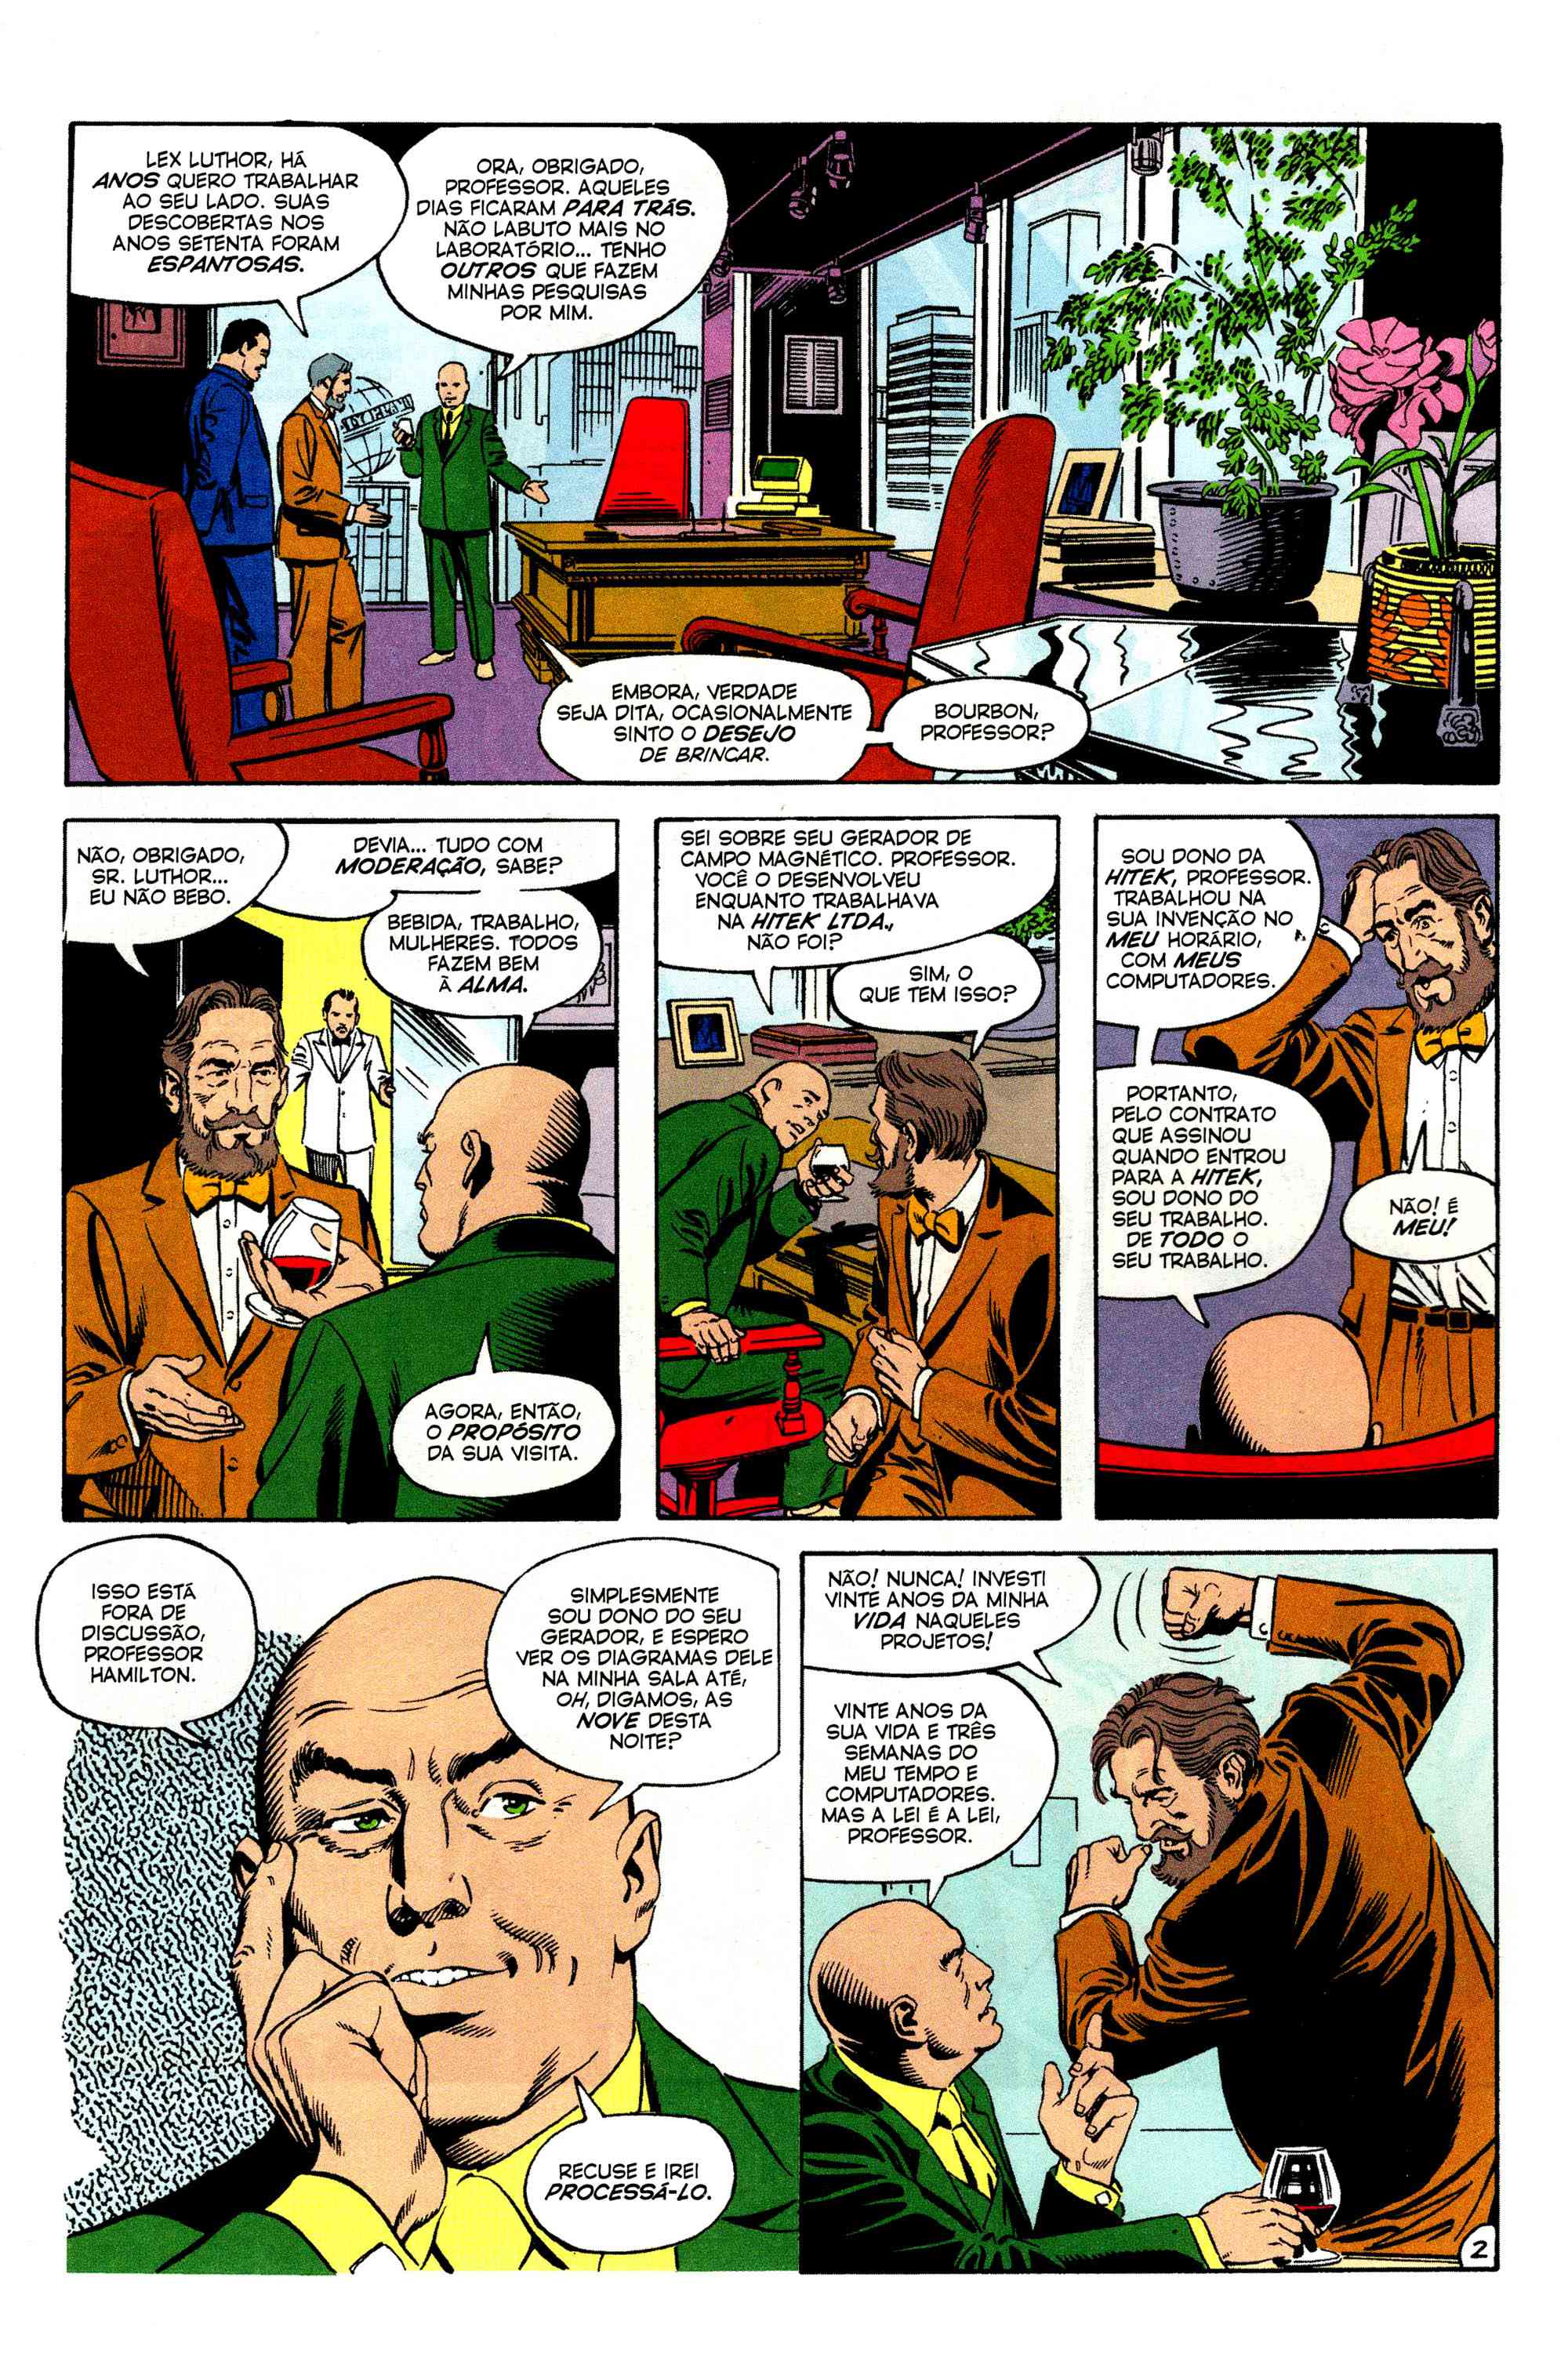 LEX LUTHOR, HÁ
ANOS QUERO TRABALHAR
AO SEU LADO. SUAS
DESCOBERTAS NOS
ANOS SETENTA FORAM
ESPANTOSAS.
ORA, OBRIGADO,
PROFESSOR. AQUELES
DIAS FICARAM PARA TRÁS.
NÃO LABUTO MAIS NO
LABORATÓRIO... TENHO
OUTROS QUE FAZEM
MINHAS PESQUISAS
POR MIM.
EMBORA, VERDADE
SEJA DITA, OCASIONALMENTE
SINTO O DESEJO
DE BRINCAR.
BOURBON,
PROFESSOR?
NÃO, OBRIGADO,
SR. LUTHOR...
EU NÃO BEBO.
DEVIA... TUDO COM
MODERAÇÃO, SABE?
BEBIDA, TRABALHO,
MULHERES. TODOS
FAZEM BEM
À ALMA.
AGORA, ENTÃO,
O PROPÓSITO
DA SUA VISITA.
SEI SOBRE SEU GERADOR DE
CAMPO MAGNÉTICO. PROFESSOR.
VOCÊ O DESENVOLVEU
ENQUANTO TRABALHAVA
NA HITEK LTDA.,
NÃO FOI?
SIM, O
QUE TEM ISSO?
SOU DONO DA
HITEK, PROFESSOR.
TRABALHOU NA
SUA INVENÇÃO NO
MEU HORÁRIO,
COM MEUS
COMPUTADORES.
PORTANTO,
PELO CONTRATO
QUE ASSINOU
QUANDO ENTROU
PARA A HITEK,
SOU DONO DO
SEU TRABALHO.
DE TODO O
SEU TRABALHO.
NÃO! É
MEU!
ISSO ESTÁ
FORA DE
DISCUSSÃO,
PROFESSOR
HAMILTON.
SIMPLESMENTE
SOU DONO DO SEU
GERADOR, E ESPERO
VER OS DIAGRAMAS DELE
NA MINHA SALA ATÉ,
OH, DIGAMOS, AS
NOVE DESTA
NOITE?
RECUSE E IREI
PROCESSÁ-LO.
NÃO! NUNCA! INVESTI
VINTE ANOS DA MINHA
VIDA NAQUELES
PROJETOS!
VINTE ANOS DA
SUA VIDA E TRÊS
SEMANAS DO
MEU TEMPO E
COMPUTADORES.
MAS A LEI É A LEI,
PROFESSOR.
2